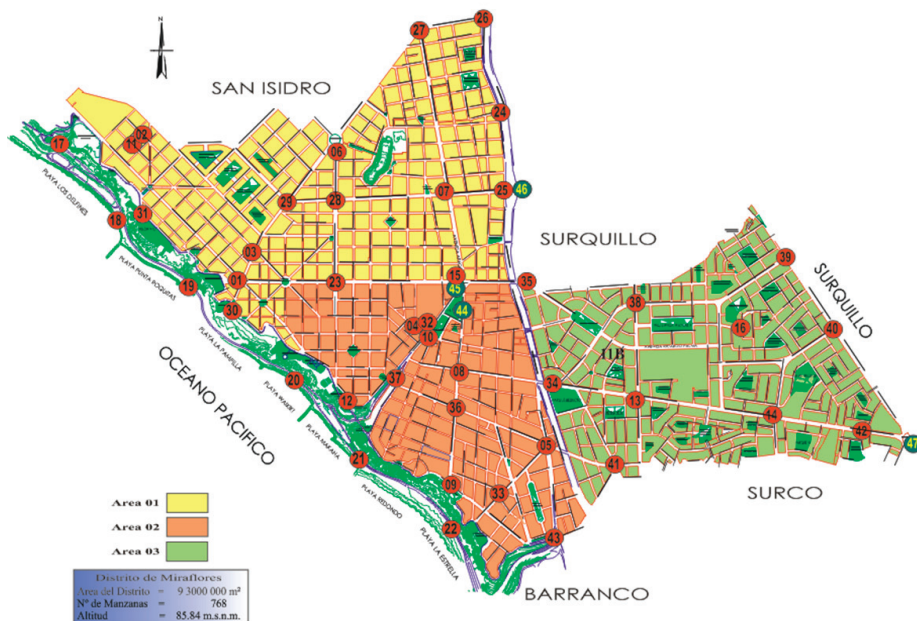 N
26
27
SAN ISIDRO
24
02
11
17
06
07
25
46
29
28
PLAYA LOS DELFINES
31
18
SURQUILLO
03
39
15
35
01
23
45
19
SURQUILLO
PLAYA PUNTA ROQUITAS
30
44
38
32
04
16
40
10
PLAYA LA PAMPILLA
11B
OCEANO PACIFICO
08
37
34
20
12
13
36
14
PLAYA MAKAHA
42
47
05
21
41
09
33
SURCO
PLAYA REDONDO
22
43
PLAYA LA ESTRELLA
BARRANCO
Area 01
Area 02
Area 03
Distrito de Miraflores
Area del Distrito = 9 3000 000 m²
Nº de Manzanas = 768
Altitud = 85.84 m.s.n.m.